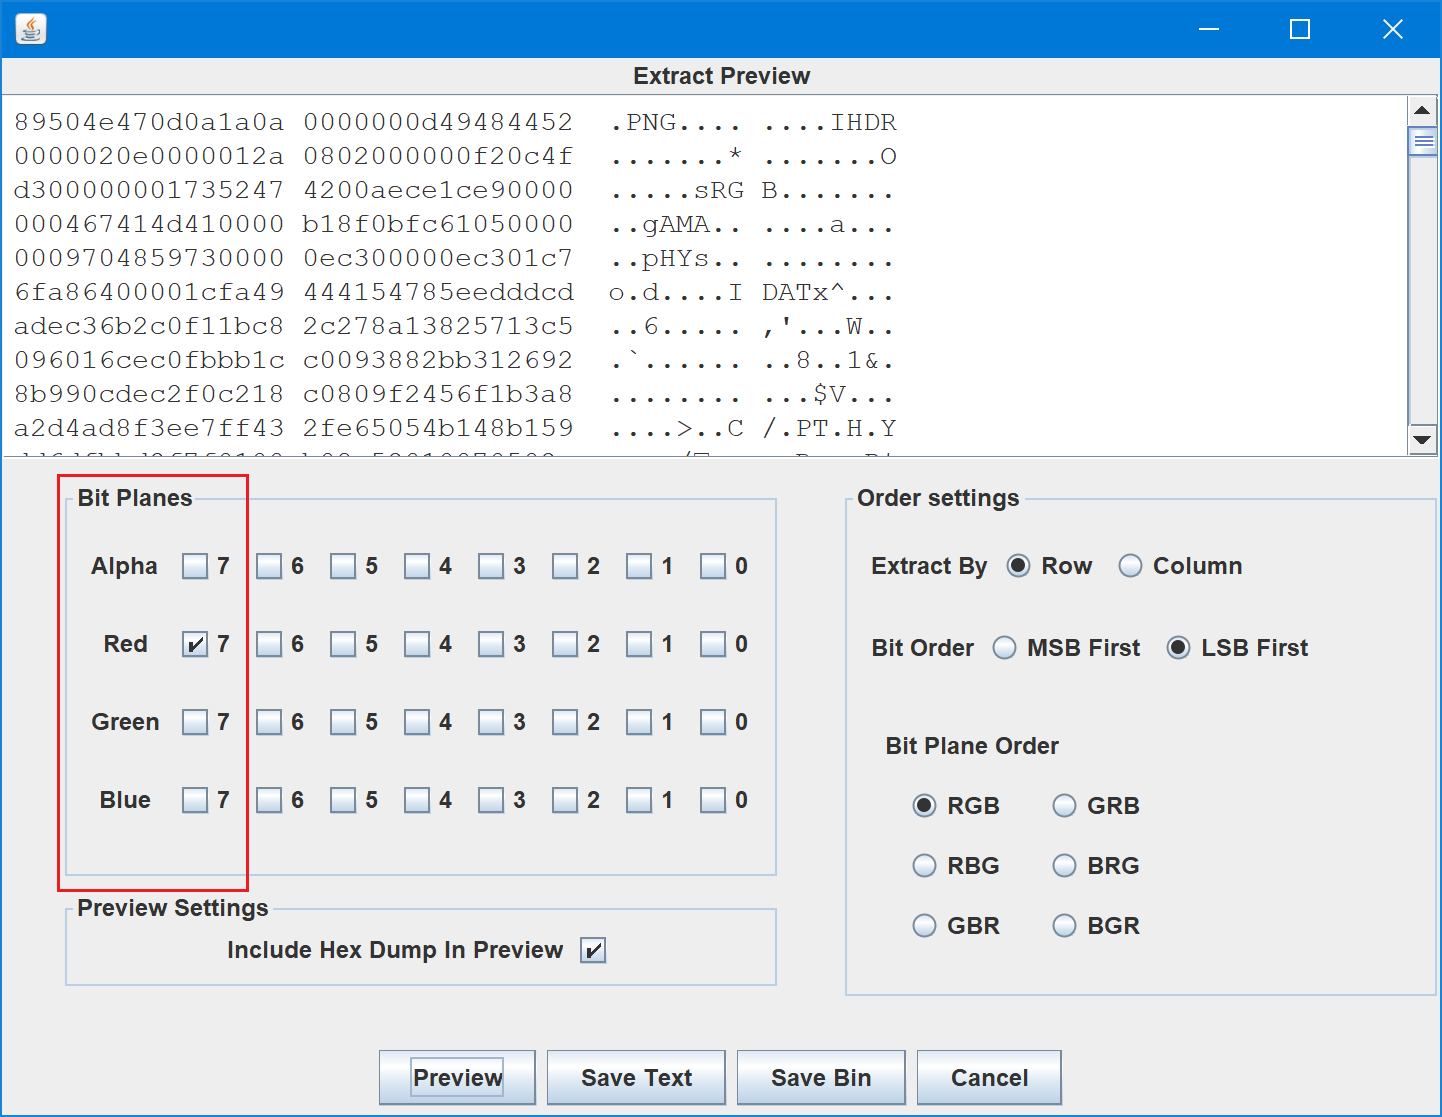 Extract Preview
89504e470d0a1a0a 0000000d49484452 .PNG.... ....IHDR
0000020e0000012a 0802000000f20c4f .......* .......O
d300000001735247 4200aece1ce90000 .....sRG B.......
000467414d410000 b18f0bfc61050000 ..gAMA.. ....a...
0009704859730000 0ec300000ec301c7 ..pHYs.. ........
6fa86400001cfa49 444154785eedddcd o.d....I DATx^...
adec36b2c0f11bc8 2c278a13825713c5 ..6..... ,'...W..
096016cec0fbbb1c c0093882bb312692 .`...... ..8..1&.
8b990cdec2f0c218 c0809f2456f1b3a8 ........ ...$V...
a2d4ad8f3ee7ff43 2fe65054b148b159 ....>..C /.PT.H.Y
Bit Planes
Alpha 7 6 5 4 3 2 1 0
Red 7 6 5 4 3 2 1 0
Green 7 6 5 4 3 2 1 0
Blue 7 6 5 4 3 2 1 0
Preview Settings
Include Hex Dump In Preview
Order settings
Extract By Row Column
Bit Order MSB First LSB First
Bit Plane Order
RGB GRB
RBG BRG
GBR BGR
Preview Save Text Save Bin Cancel